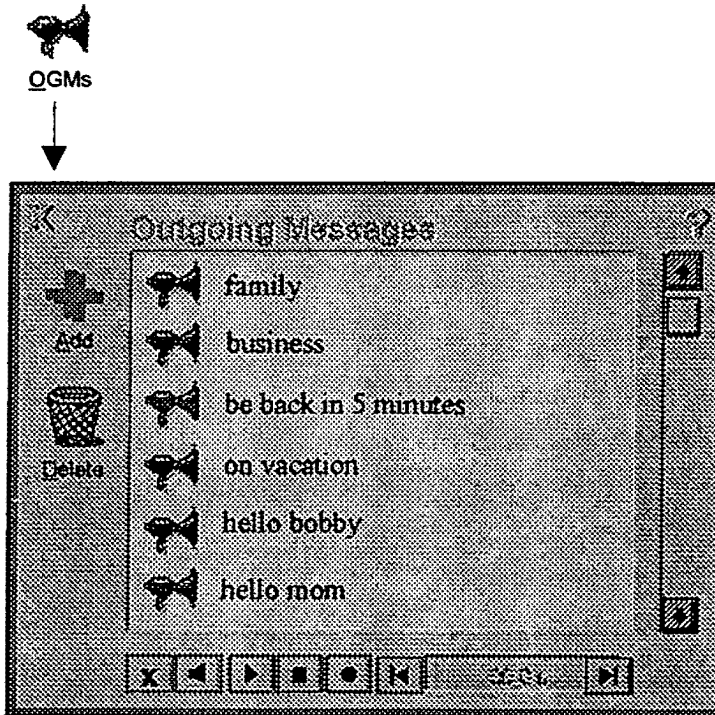 OGMs
Outgoing Messages
?
Add
family
business
Delete
be back in 5 minutes
on vacation
hello bobby
hello mom
x